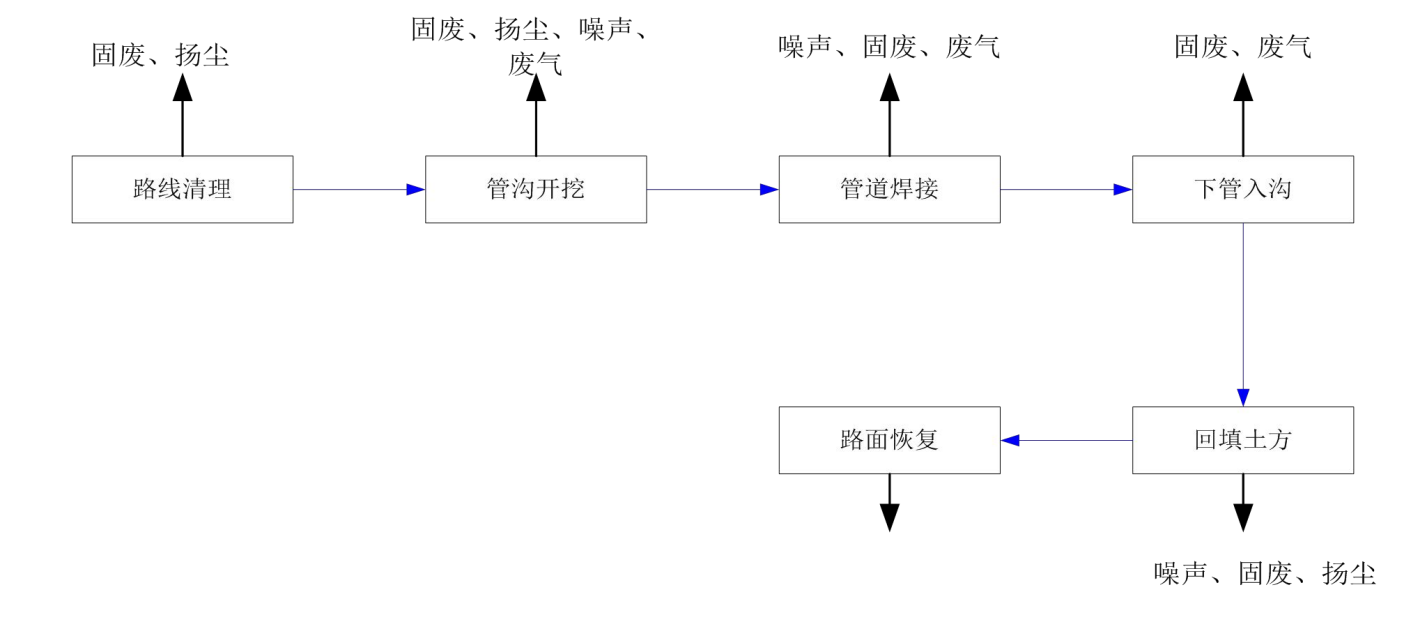 固废、扬尘
固废、扬尘、噪声、
废气
噪声、固废、废气
固废、废气
路线清理
管沟开挖
管道焊接
下管入沟
路面恢复
回填土方
噪声、固废、扬尘